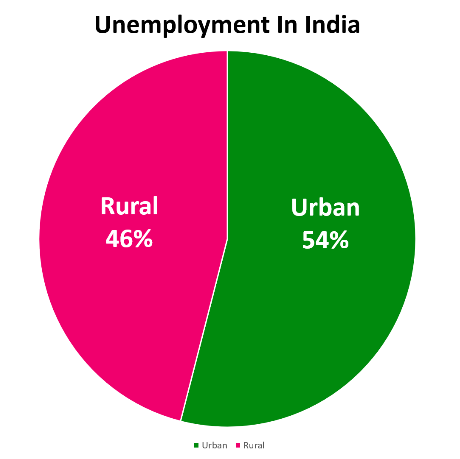 Unemployment In India
Rural
46%
Urban
54%
Urban Rural